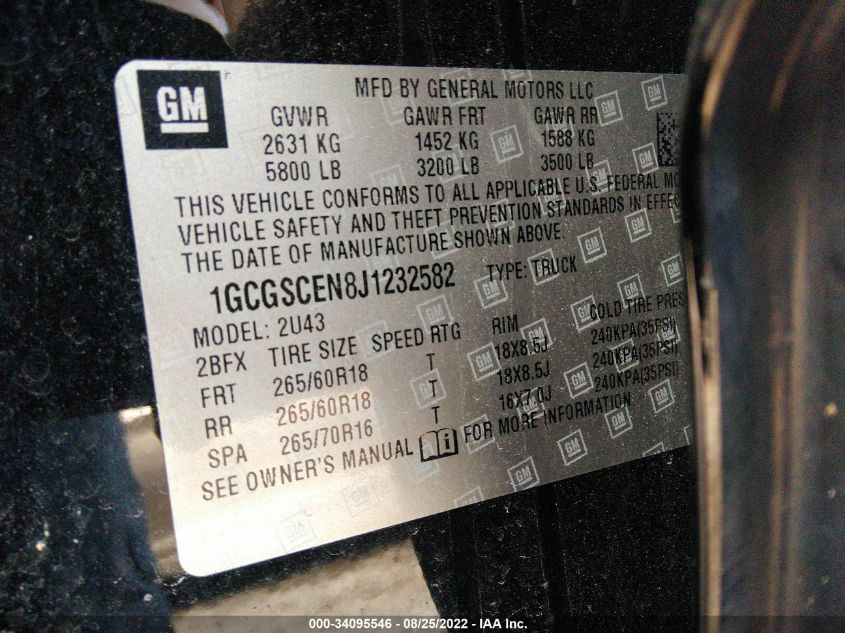 GM
MFD BY GENERAL MOTORS LLC
GVWR GAWR FRT GAWR RR
2631 KG 1452 KG 1588 KG
5800 LB 3200 LB 3500 LB
THIS VEHICLE CONFORMS TO ALL APPLICABLE U.S. FEDERAL MO
VEHICLE SAFETY AND THEFT PREVENTION STANDARDS IN EFFEC
THE DATE OF MANUFACTURE SHOWN ABOVE.
1GCGSCEN8J1232582 TYPE: TRUCK
MODEL: 2U43
2BFX TIRE SIZE SPEED RTG RIM COLD TIRE PRES
FRT 265/60R18 T 18X8.5J 240KPA(35PSI)
RR 265/60R18 T 18X8.5J 240KPA(35PSI)
SPA 265/70R16 T 16X7.0J 240KPA(35PSI)
SEE OWNER'S MANUAL FOR MORE INFORMATION.
000-34095546 - 08/25/2022 - IAA Inc.